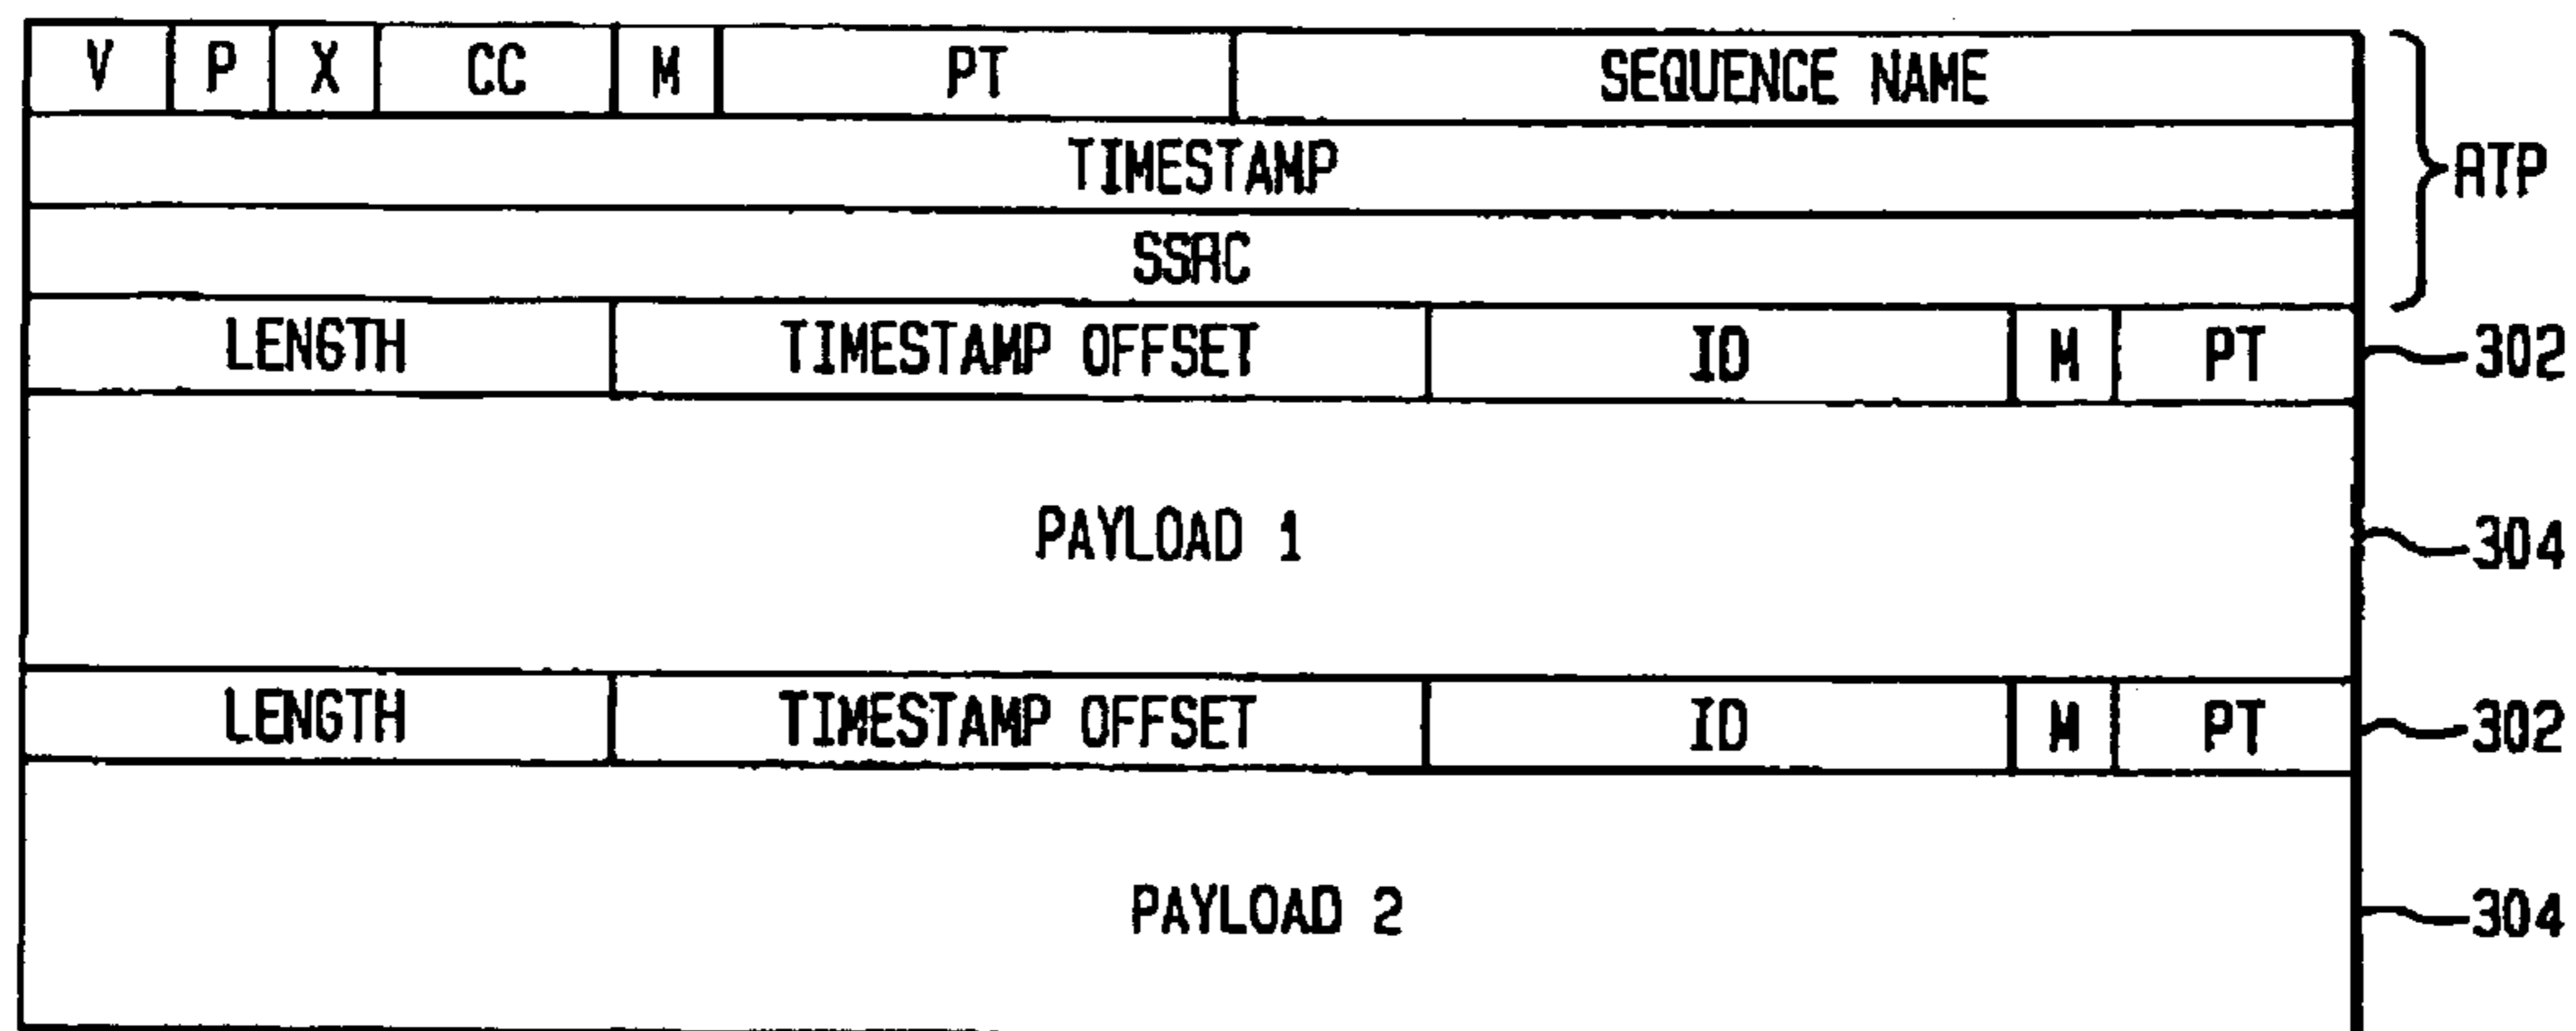 V P X CC M PT SEQUENCE NAME
TIMESTAMP
RTP
SSRC
LENGTH TIMESTAMP OFFSET ID M PT 302
PAYLOAD 1 304
LENGTH TIMESTAMP OFFSET ID M PT 302
PAYLOAD 2 304